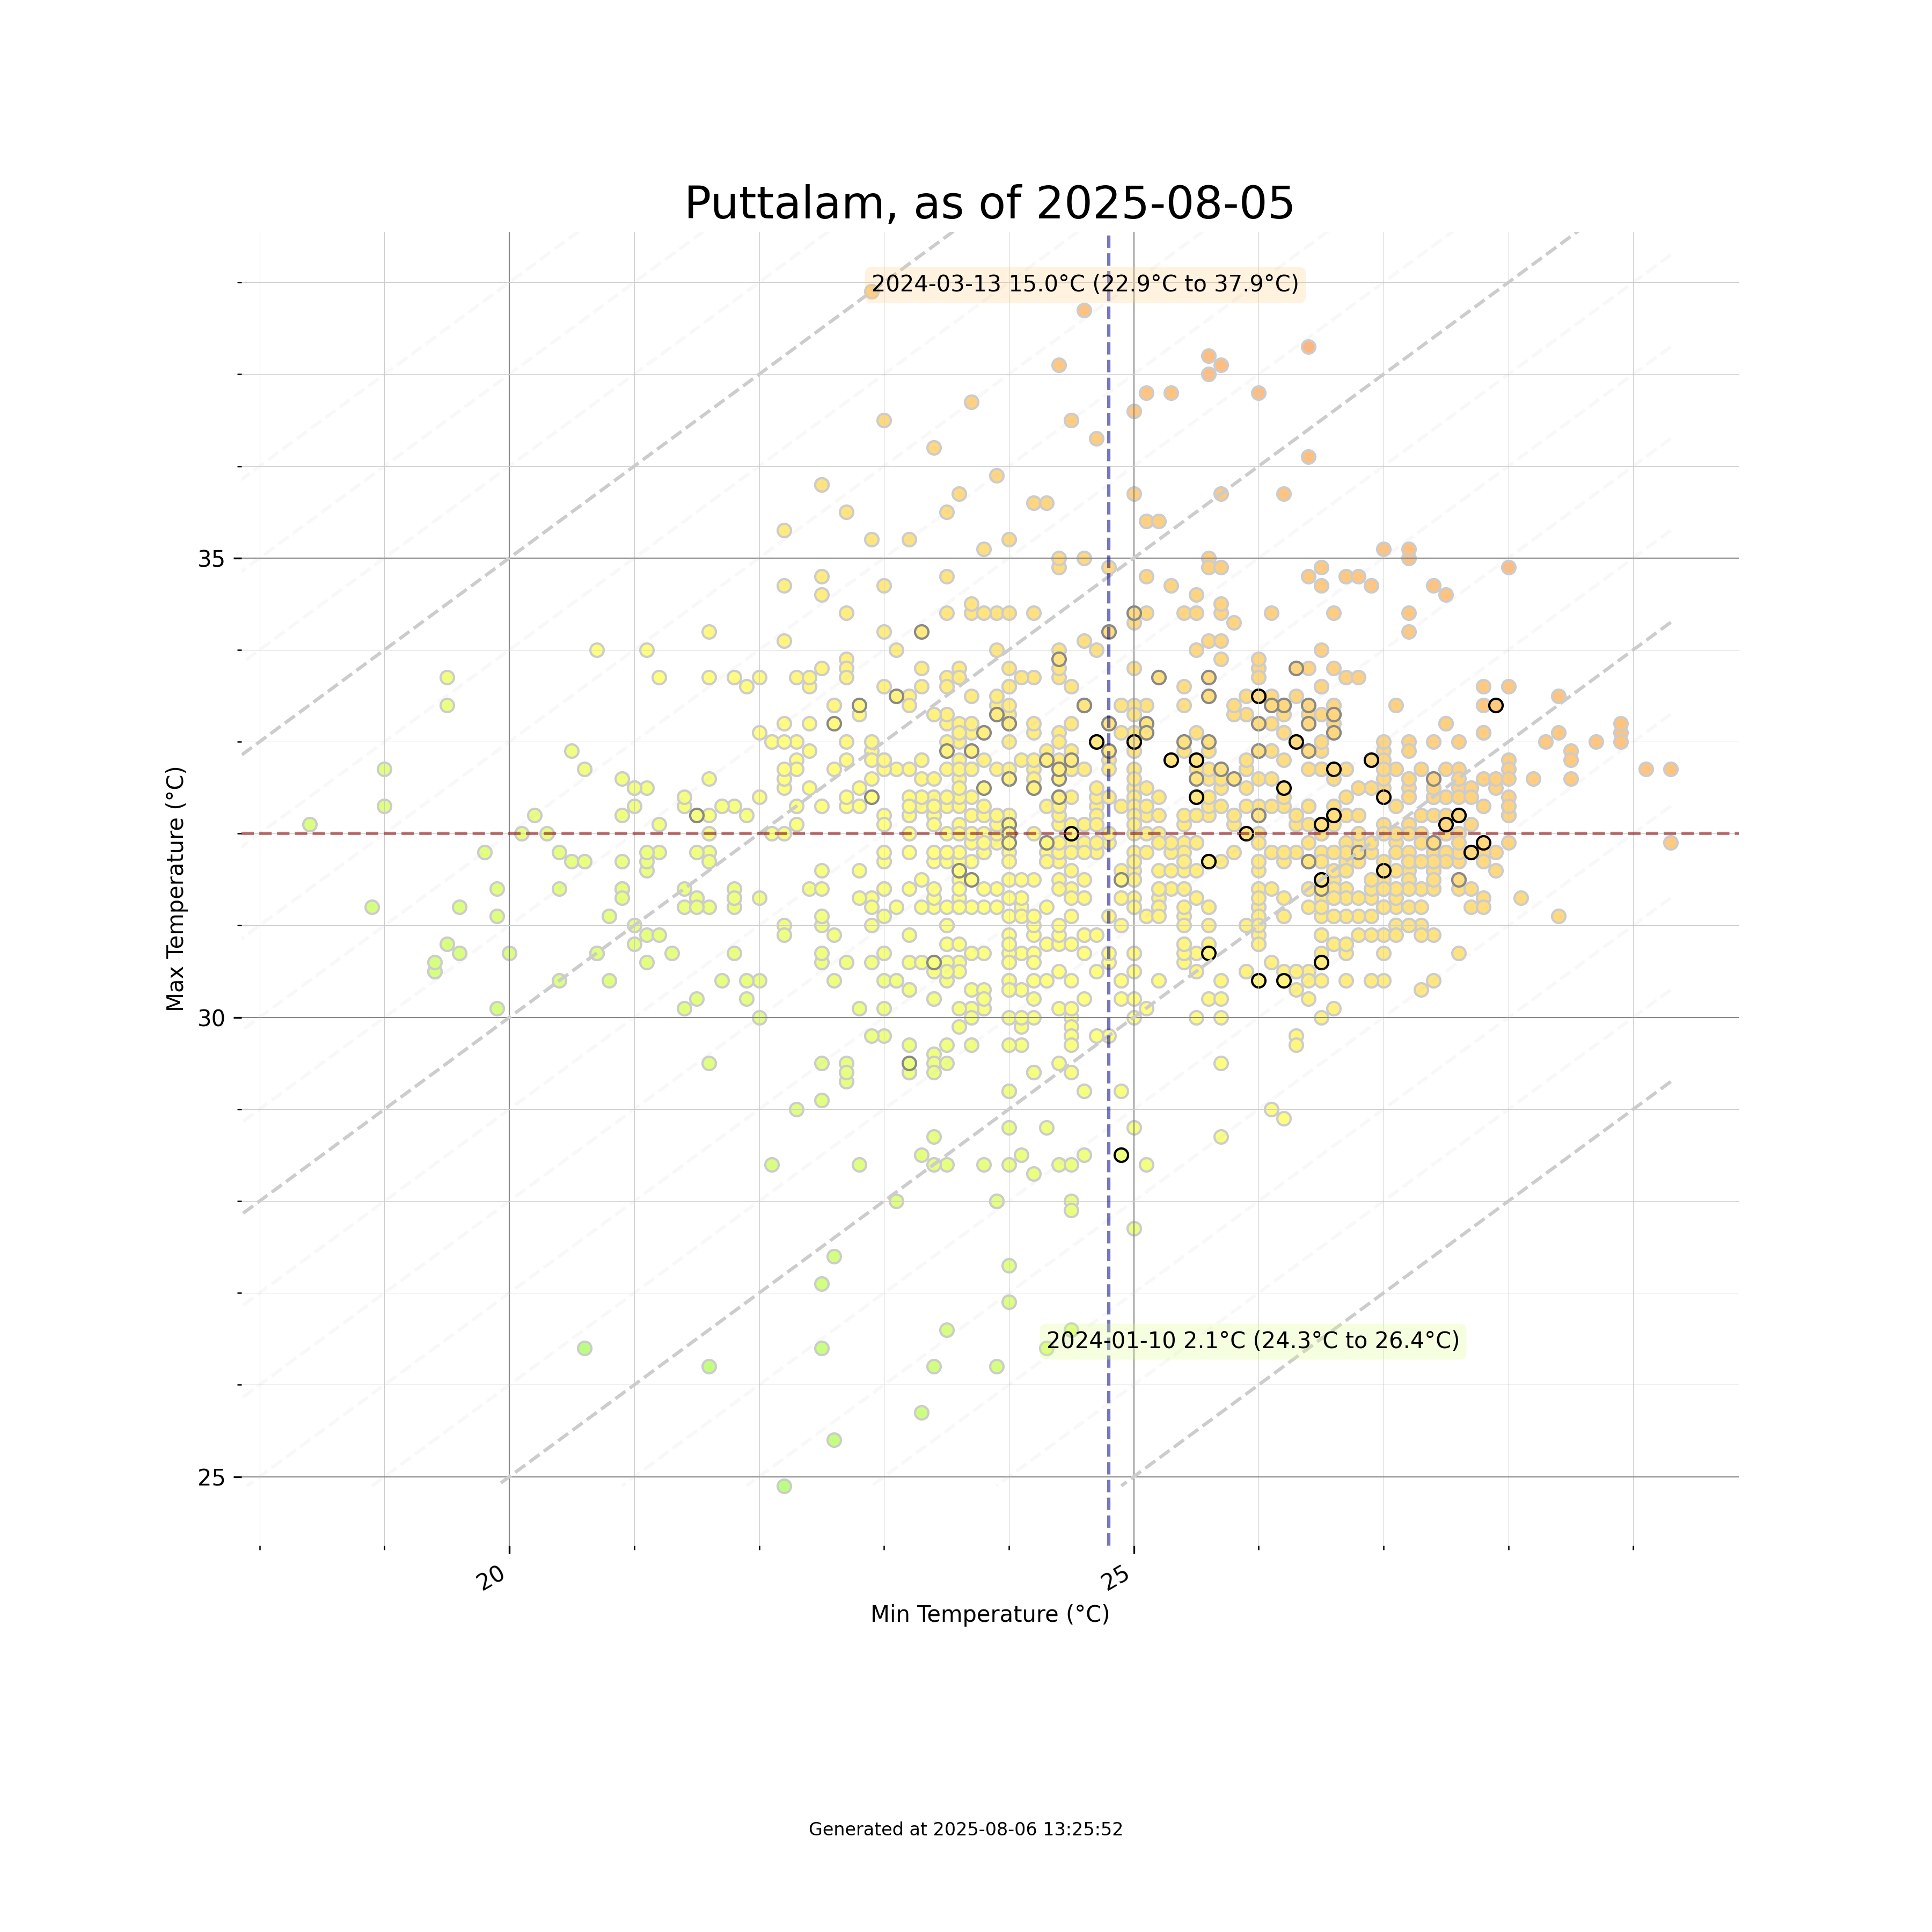 Puttalam, as of 2025-08-05
2024-03-13 15.0°C (22.9°C to 37.9°C)
35
Max Temperature (°C)
30
2024-01-10 2.1°C (24.3°C to 26.4°C)
25
20
25
Min Temperature (°C)
Generated at 2025-08-06 13:25:52